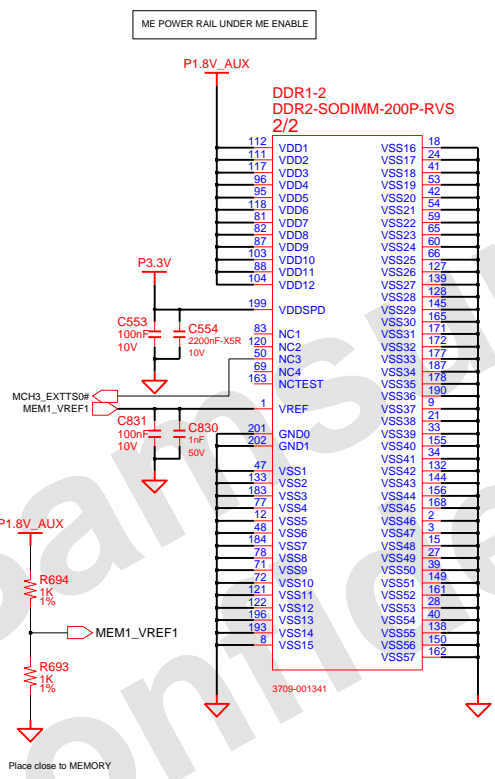 ME POWER RAIL UNDER ME ENABLE
P1.8V_AUX
DDR1-2
DDR2-SODIMM-200P-RVS
2/2
112 VDD1 VSS16 18
111 VDD2 VSS17 24
117 VDD3 VSS18 41
96 VDD4 VSS19 53
95 VDD5 VSS20 42
118 VDD6 VSS21 54
81 VDD7 VSS22 59
82 VDD8 VSS23 65
87 VDD9 VSS24 60
103 VDD10 VSS25 66
88 VDD11 VSS26 127
104 VDD12 VSS27 139
VSS28 128
P3.3V
199 VDDSPD VSS29 145
VSS30 165
C553
100nF
10V
C554
2200nF-X5R
10V
83 NC1 VSS31 171
120 NC2 VSS32 172
50 NC3 VSS33 177
69 NC4 VSS34 187
163 NCTEST VSS35 178
VSS36 190
MCH3_EXTTS0#
MEM1_VREF1
1 VREF VSS37 9
VSS38 21
C831
100nF
10V
C830
1nF
50V
201 GND0 VSS39 33
202 GND1 VSS40 155
VSS41 34
47 VSS1 VSS42 132
133 VSS2 VSS43 144
183 VSS3 VSS44 156
77 VSS4 VSS45 168
12 VSS5 VSS46 2
48 VSS6 VSS47 3
184 VSS7 VSS48 15
78 VSS8 VSS49 27
71 VSS9 VSS50 39
72 VSS10 VSS51 149
121 VSS11 VSS52 161
122 VSS12 VSS53 28
196 VSS13 VSS54 40
193 VSS14 VSS55 138
8 VSS15 VSS56 150
VSS57 162
3709-001341
P1.8V_AUX
R694
1K
1%
MEM1_VREF1
R693
1K
1%
Place close to MEMORY
Samsu
onfide